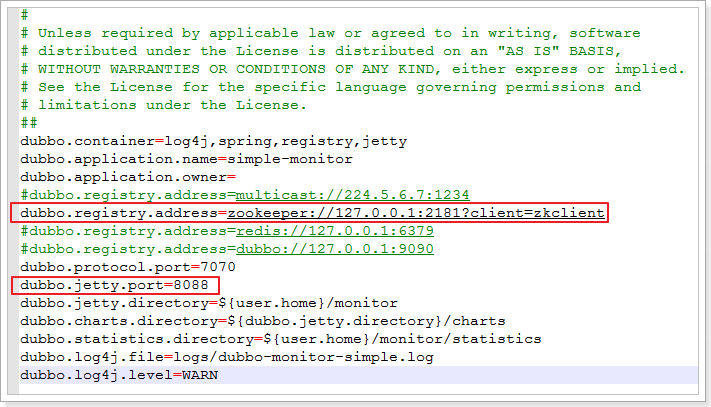 #
# Unless required by applicable law or agreed to in writing, software
# distributed under the License is distributed on an "AS IS" BASIS,
# WITHOUT WARRANTIES OR CONDITIONS OF ANY KIND, either express or implied.
# See the License for the specific language governing permissions and
# limitations under the License.
##
dubbo.container=log4j,spring,registry,jetty
dubbo.application.name=simple-monitor
dubbo.application.owner=
#dubbo.registry.address=multicast://224.5.6.7:1234
dubbo.registry.address=zookeeper://127.0.0.1:2181?client=zkclient
#dubbo.registry.address=redis://127.0.0.1:6379
#dubbo.registry.address=dubbo://127.0.0.1:9090
dubbo.protocol.port=7070
dubbo.jetty.port=8088
dubbo.jetty.directory=${user.home}/monitor
dubbo.charts.directory=${dubbo.jetty.directory}/charts
dubbo.statistics.directory=${user.home}/monitor/statistics
dubbo.log4j.file=logs/dubbo-monitor-simple.log
dubbo.log4j.level=WARN